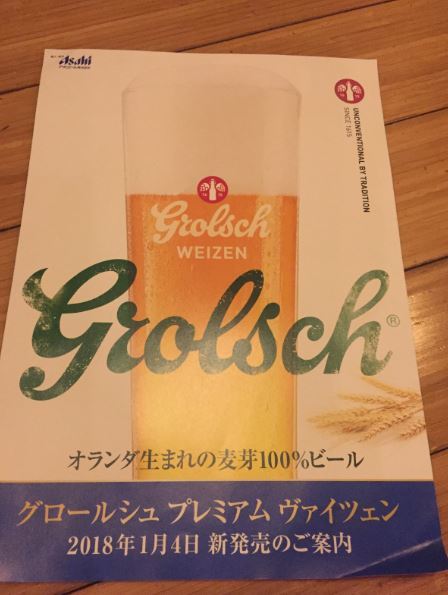 Asahi
UNCONVENTIONAL BY TRADITION
SINCE 1615
Grolsch
WEIZEN
Grolsch®
オランダ生まれの麦芽100%ビール
グロールシュ プレミアム ヴァイツェン
2018年1月4日 新発売のご案内